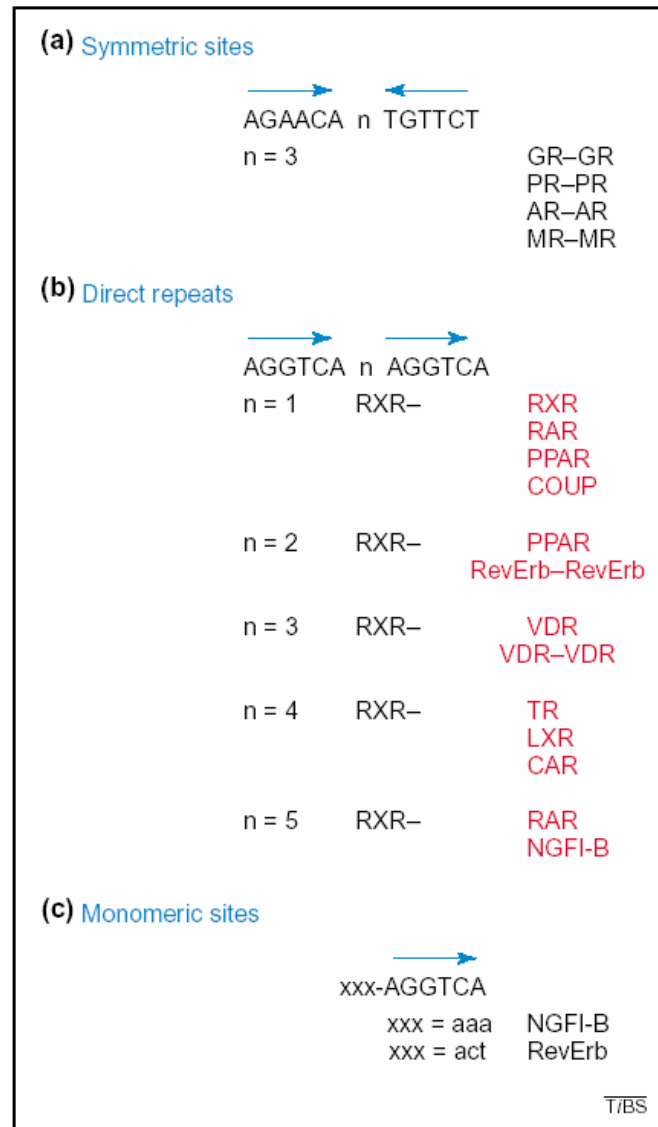 (a) Symmetric sites
AGAACA n TGTTCT
n = 3 GR–GR
PR–PR
AR–AR
MR–MR
(b) Direct repeats
AGGTCA n AGGTCA
n = 1 RXR– RXR
RAR
PPAR
COUP
n = 2 RXR– PPAR
RevErb–RevErb
n = 3 RXR– VDR
VDR–VDR
n = 4 RXR– TR
LXR
CAR
n = 5 RXR– RAR
NGFI-B
(c) Monomeric sites
xxx-AGGTCA
xxx = aaa NGFI-B
xxx = act RevErb
TiBS